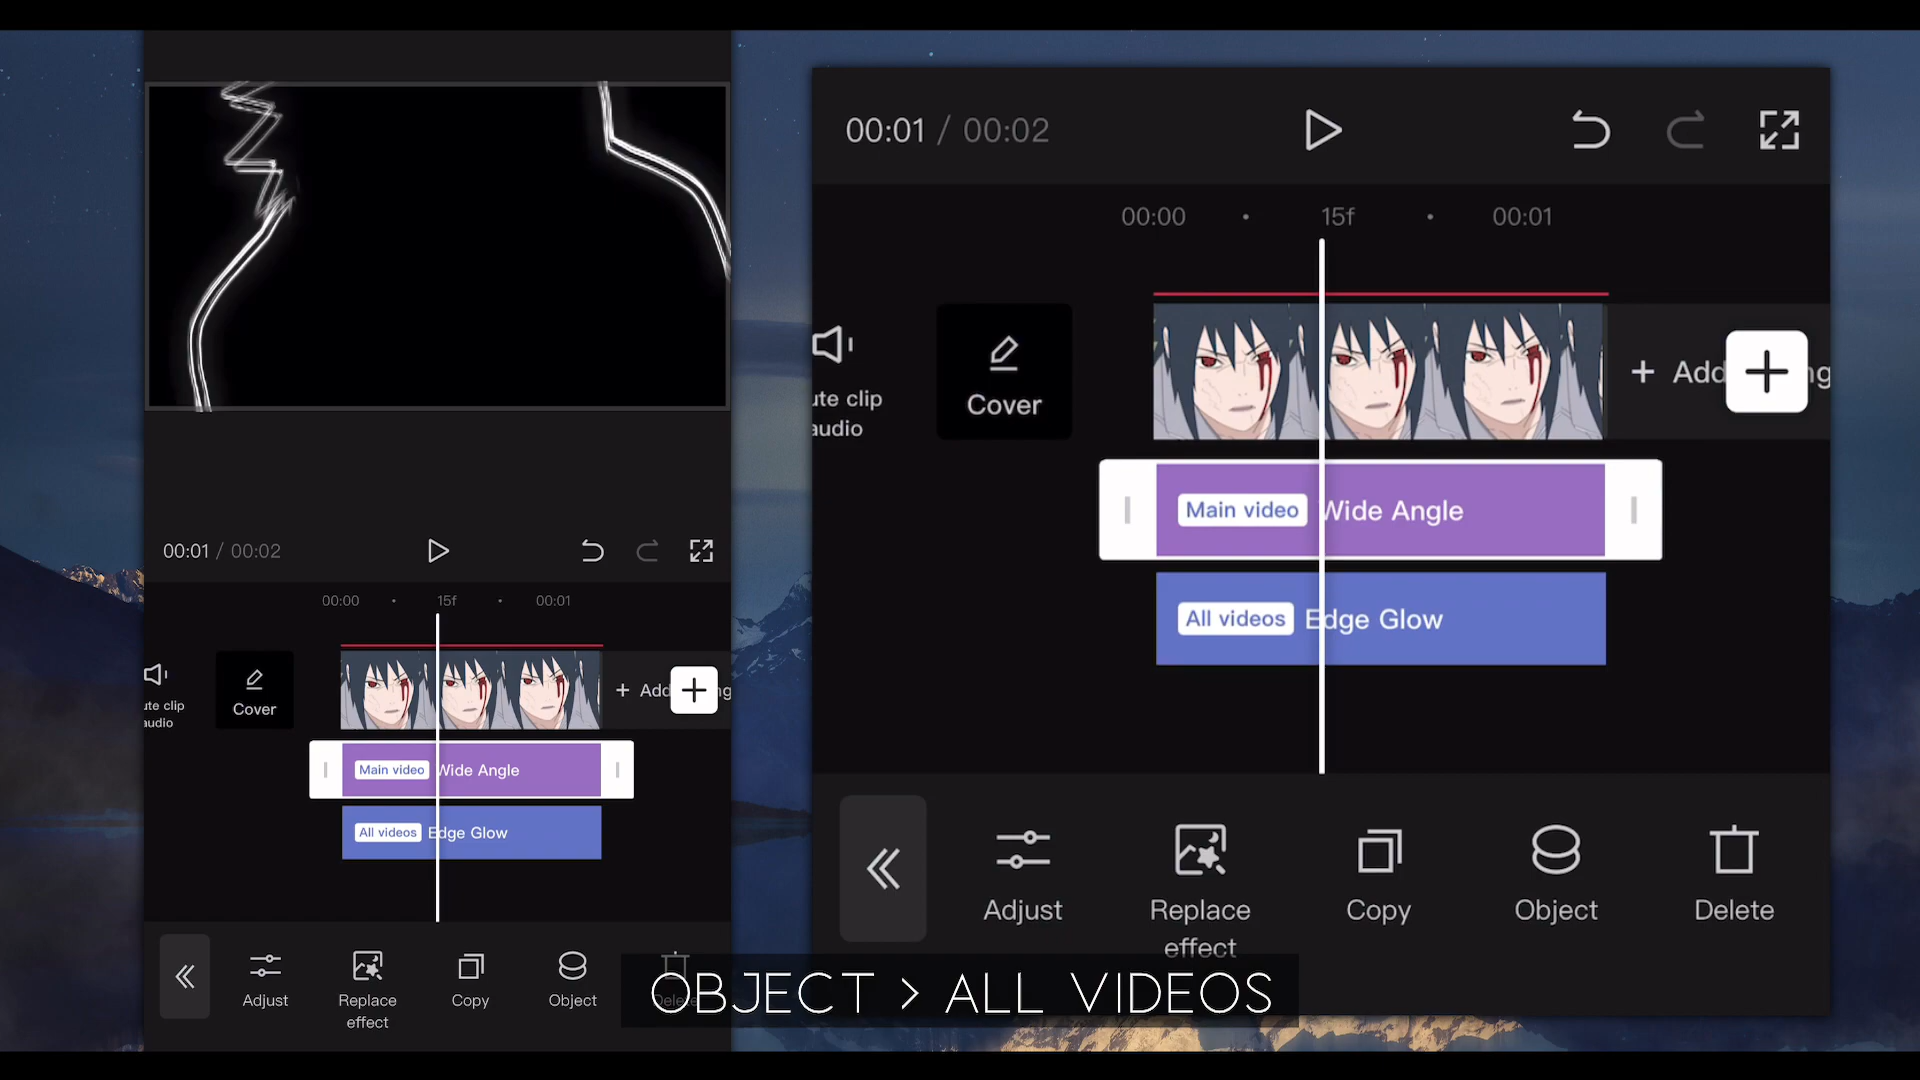 00:01 / 00:02
00:00 15f 00:01
ute clip
audio
Cover
+ Add ng
Main video Wide Angle
All videos Edge Glow
Adjust
Replace
effect
Copy
Object
Delete
00:01 / 00:02
00:00 15f 00:01
ute clip
audio
Cover
+ Add ng
Main video Wide Angle
All videos Edge Glow
Adjust
Replace
effect
Copy
Object
Delete
OBJECT > ALL VIDEOS